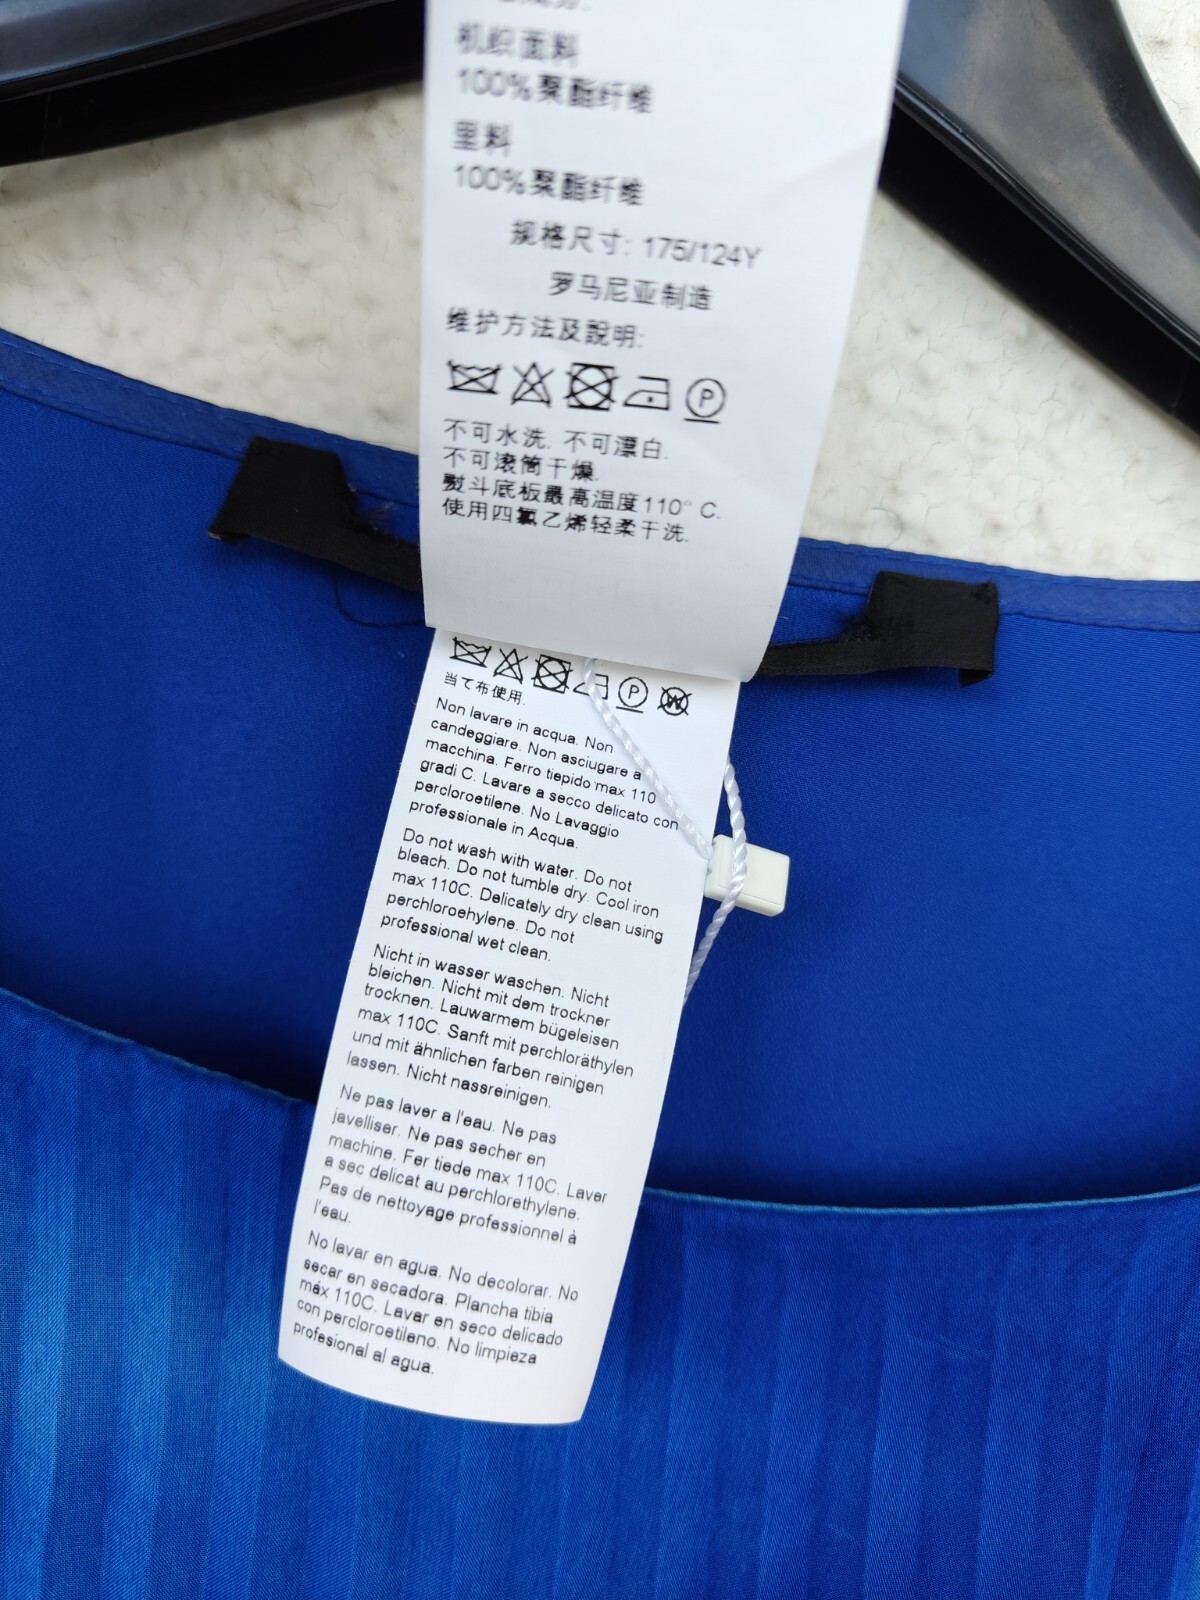 机织面料
100%聚酯纤维
里料
100%聚酯纤维
规格尺寸: 175/124Y
罗马尼亚制造
维护方法及說明:
P
不可水洗. 不可漂白.
不可滚筒干燥.
熨斗底板最高温度110° C.
使用四氯乙烯轻柔干洗.
P W
当て布使用.
Non lavare in acqua. Non
candeggiare. Non asciugare a
macchina. Ferro tiepido max 110
gradi C. Lavare a secco delicato con
percloroetilene. No Lavaggio
professionale in Acqua.
Do not wash with water. Do not
bleach. Do not tumble dry. Cool iron
max 110C. Delicately dry clean using
perchloroehylene. Do not
professional wet clean.
Nicht in wasser waschen. Nicht
bleichen. Nicht mit dem trockner
trocknen. Lauwarmem bügeleisen
max 110C. Sanft mit perchloräthylen
und mit ähnlichen farben reinigen
lassen. Nicht nassreinigen.
Ne pas laver a l'eau. Ne pas
javelliser. Ne pas secher en
machine. Fer tiede max 110C. Laver
a sec delicat au perchlorethylene.
Pas de nettoyage professionnel à
l'eau.
No lavar en agua. No decolorar. No
secar en secadora. Plancha tibia
máx 110C. Lavar en seco delicado
con percloroetileno. No limpieza
profesional al agua.